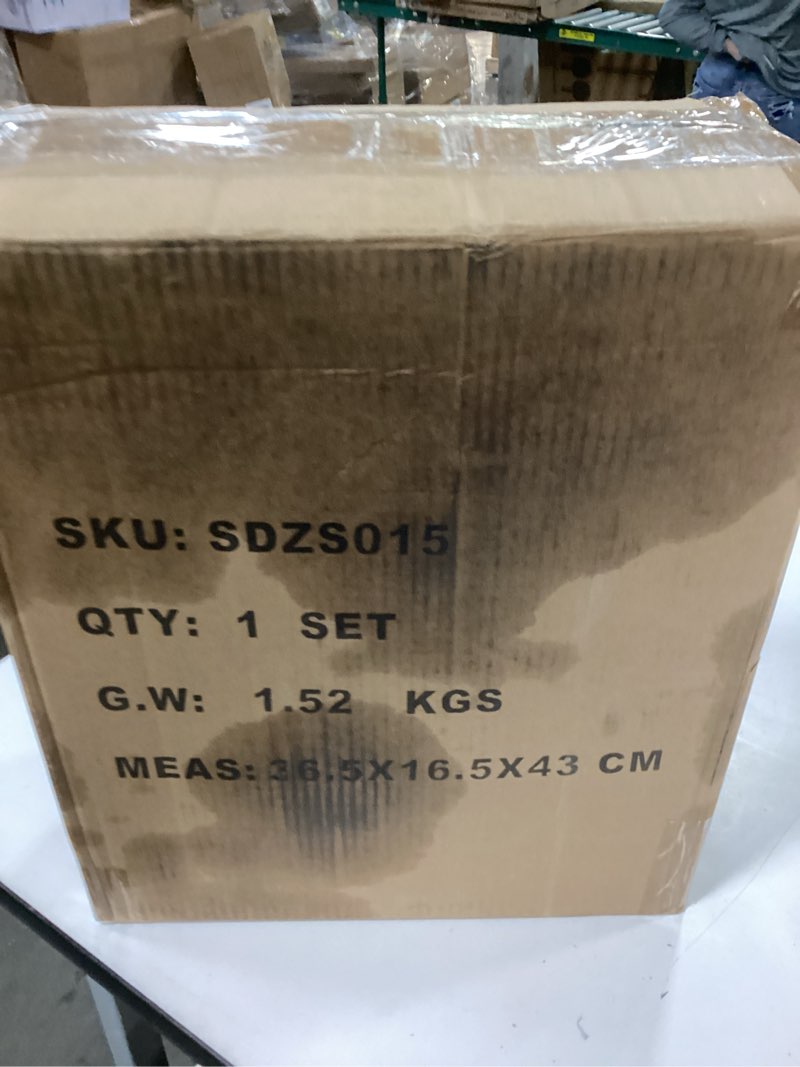 SKU: SDZS015
QTY: 1 SET
G.W: 1.52 KGS
MEAS: 36.5X16.5X43 CM